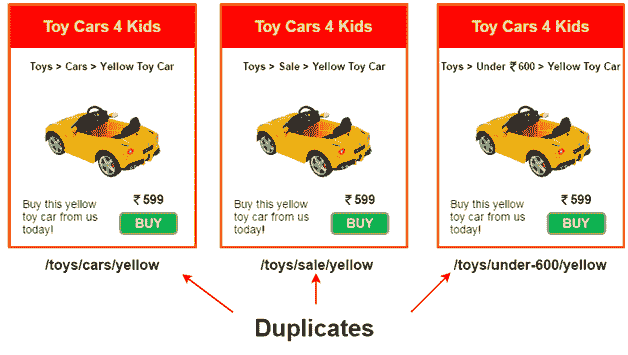 Toy Cars 4 Kids
Toys > Cars > Yellow Toy Car
Buy this yellow
toy car from us
today!
₹ 599
BUY
/toys/cars/yellow
Toy Cars 4 Kids
Toys > Sale > Yellow Toy Car
Buy this yellow
toy car from us
today!
₹ 599
BUY
/toys/sale/yellow
Toy Cars 4 Kids
Toys > Under ₹ 600 > Yellow Toy Car
Buy this yellow
toy car from us
today!
₹ 599
BUY
/toys/under-600/yellow
Duplicates